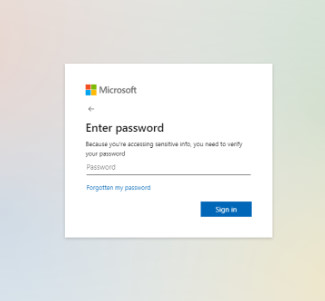 Microsoft
Enter password
Because you're accessing sensitive info, you need to verify
your password
Password
Forgotten my password
Sign in